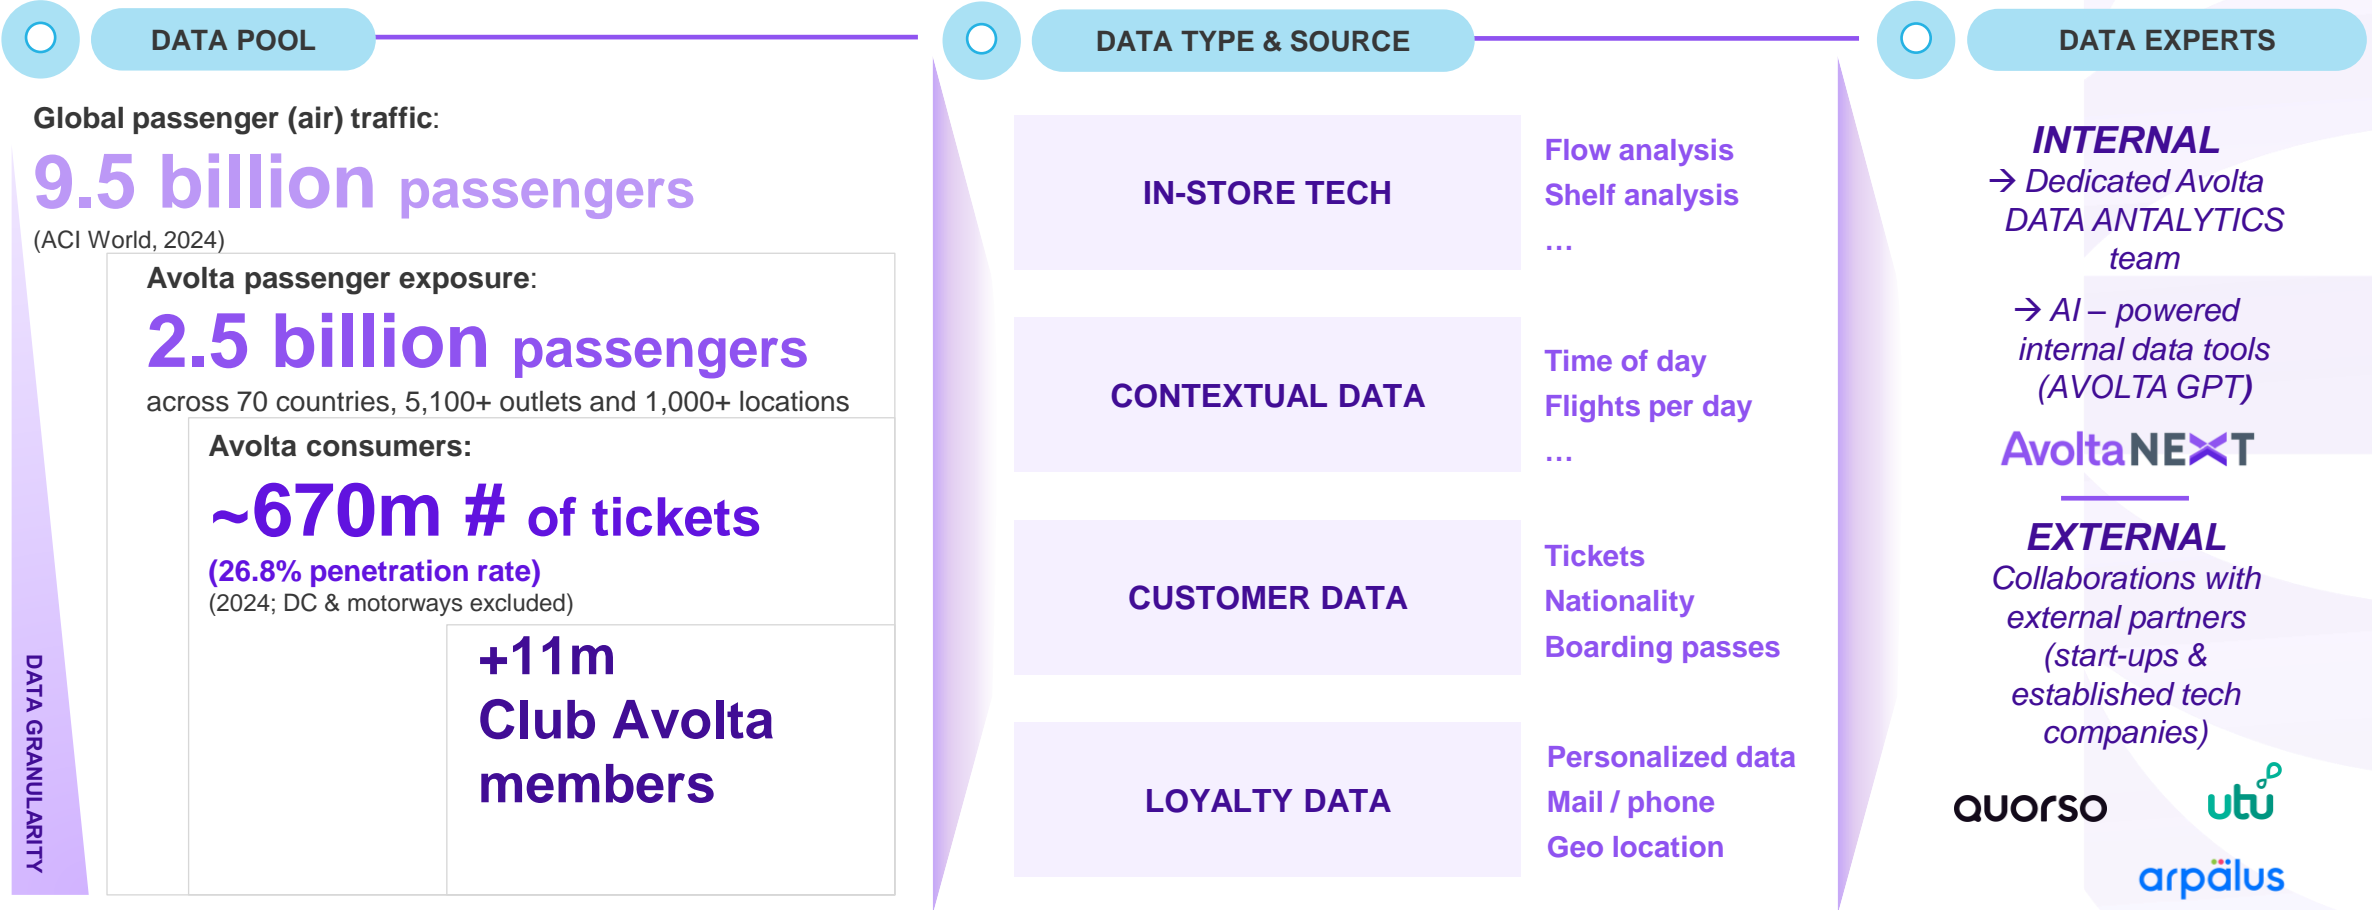 DATA POOL
Global passenger (air) traffic:
9.5 billion passengers
(ACI World, 2024)
Avolta passenger exposure:
2.5 billion passengers
across 70 countries, 5,100+ outlets and 1,000+ locations
Avolta consumers:
~670m # of tickets
(26.8% penetration rate)
(2024; DC & motorways excluded)
+11m
Club Avolta
members
DATA GRANULARITY
DATA TYPE & SOURCE
IN-STORE TECH
Flow analysis
Shelf analysis
…
CONTEXTUAL DATA
Time of day
Flights per day
…
CUSTOMER DATA
Tickets
Nationality
Boarding passes
LOYALTY DATA
Personalized data
Mail / phone
Geo location
DATA EXPERTS
INTERNAL
→ Dedicated Avolta
DATA ANTALYTICS
team
→ AI – powered
internal data tools
(AVOLTA GPT)
Avolta NEXT
EXTERNAL
Collaborations with
external partners
(start-ups &
established tech
companies)
quorso
utu
arpälus